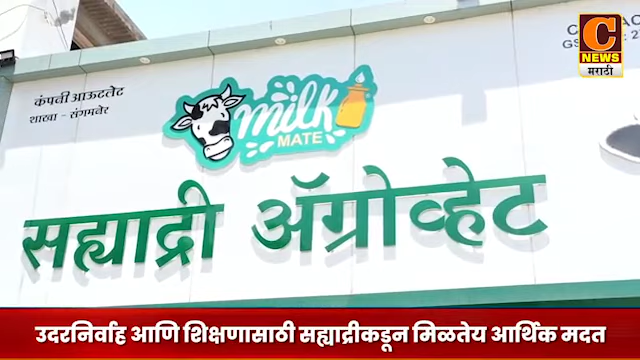 C
NEWS
मराठी
कंपनी आऊटलेट
शाखा - संगमनेर
milk
MATE
सह्याद्री ॲग्रोव्हेट
उदरनिर्वाह आणि शिक्षणासाठी सह्याद्रीकडून मिळतेय आर्थिक मदत